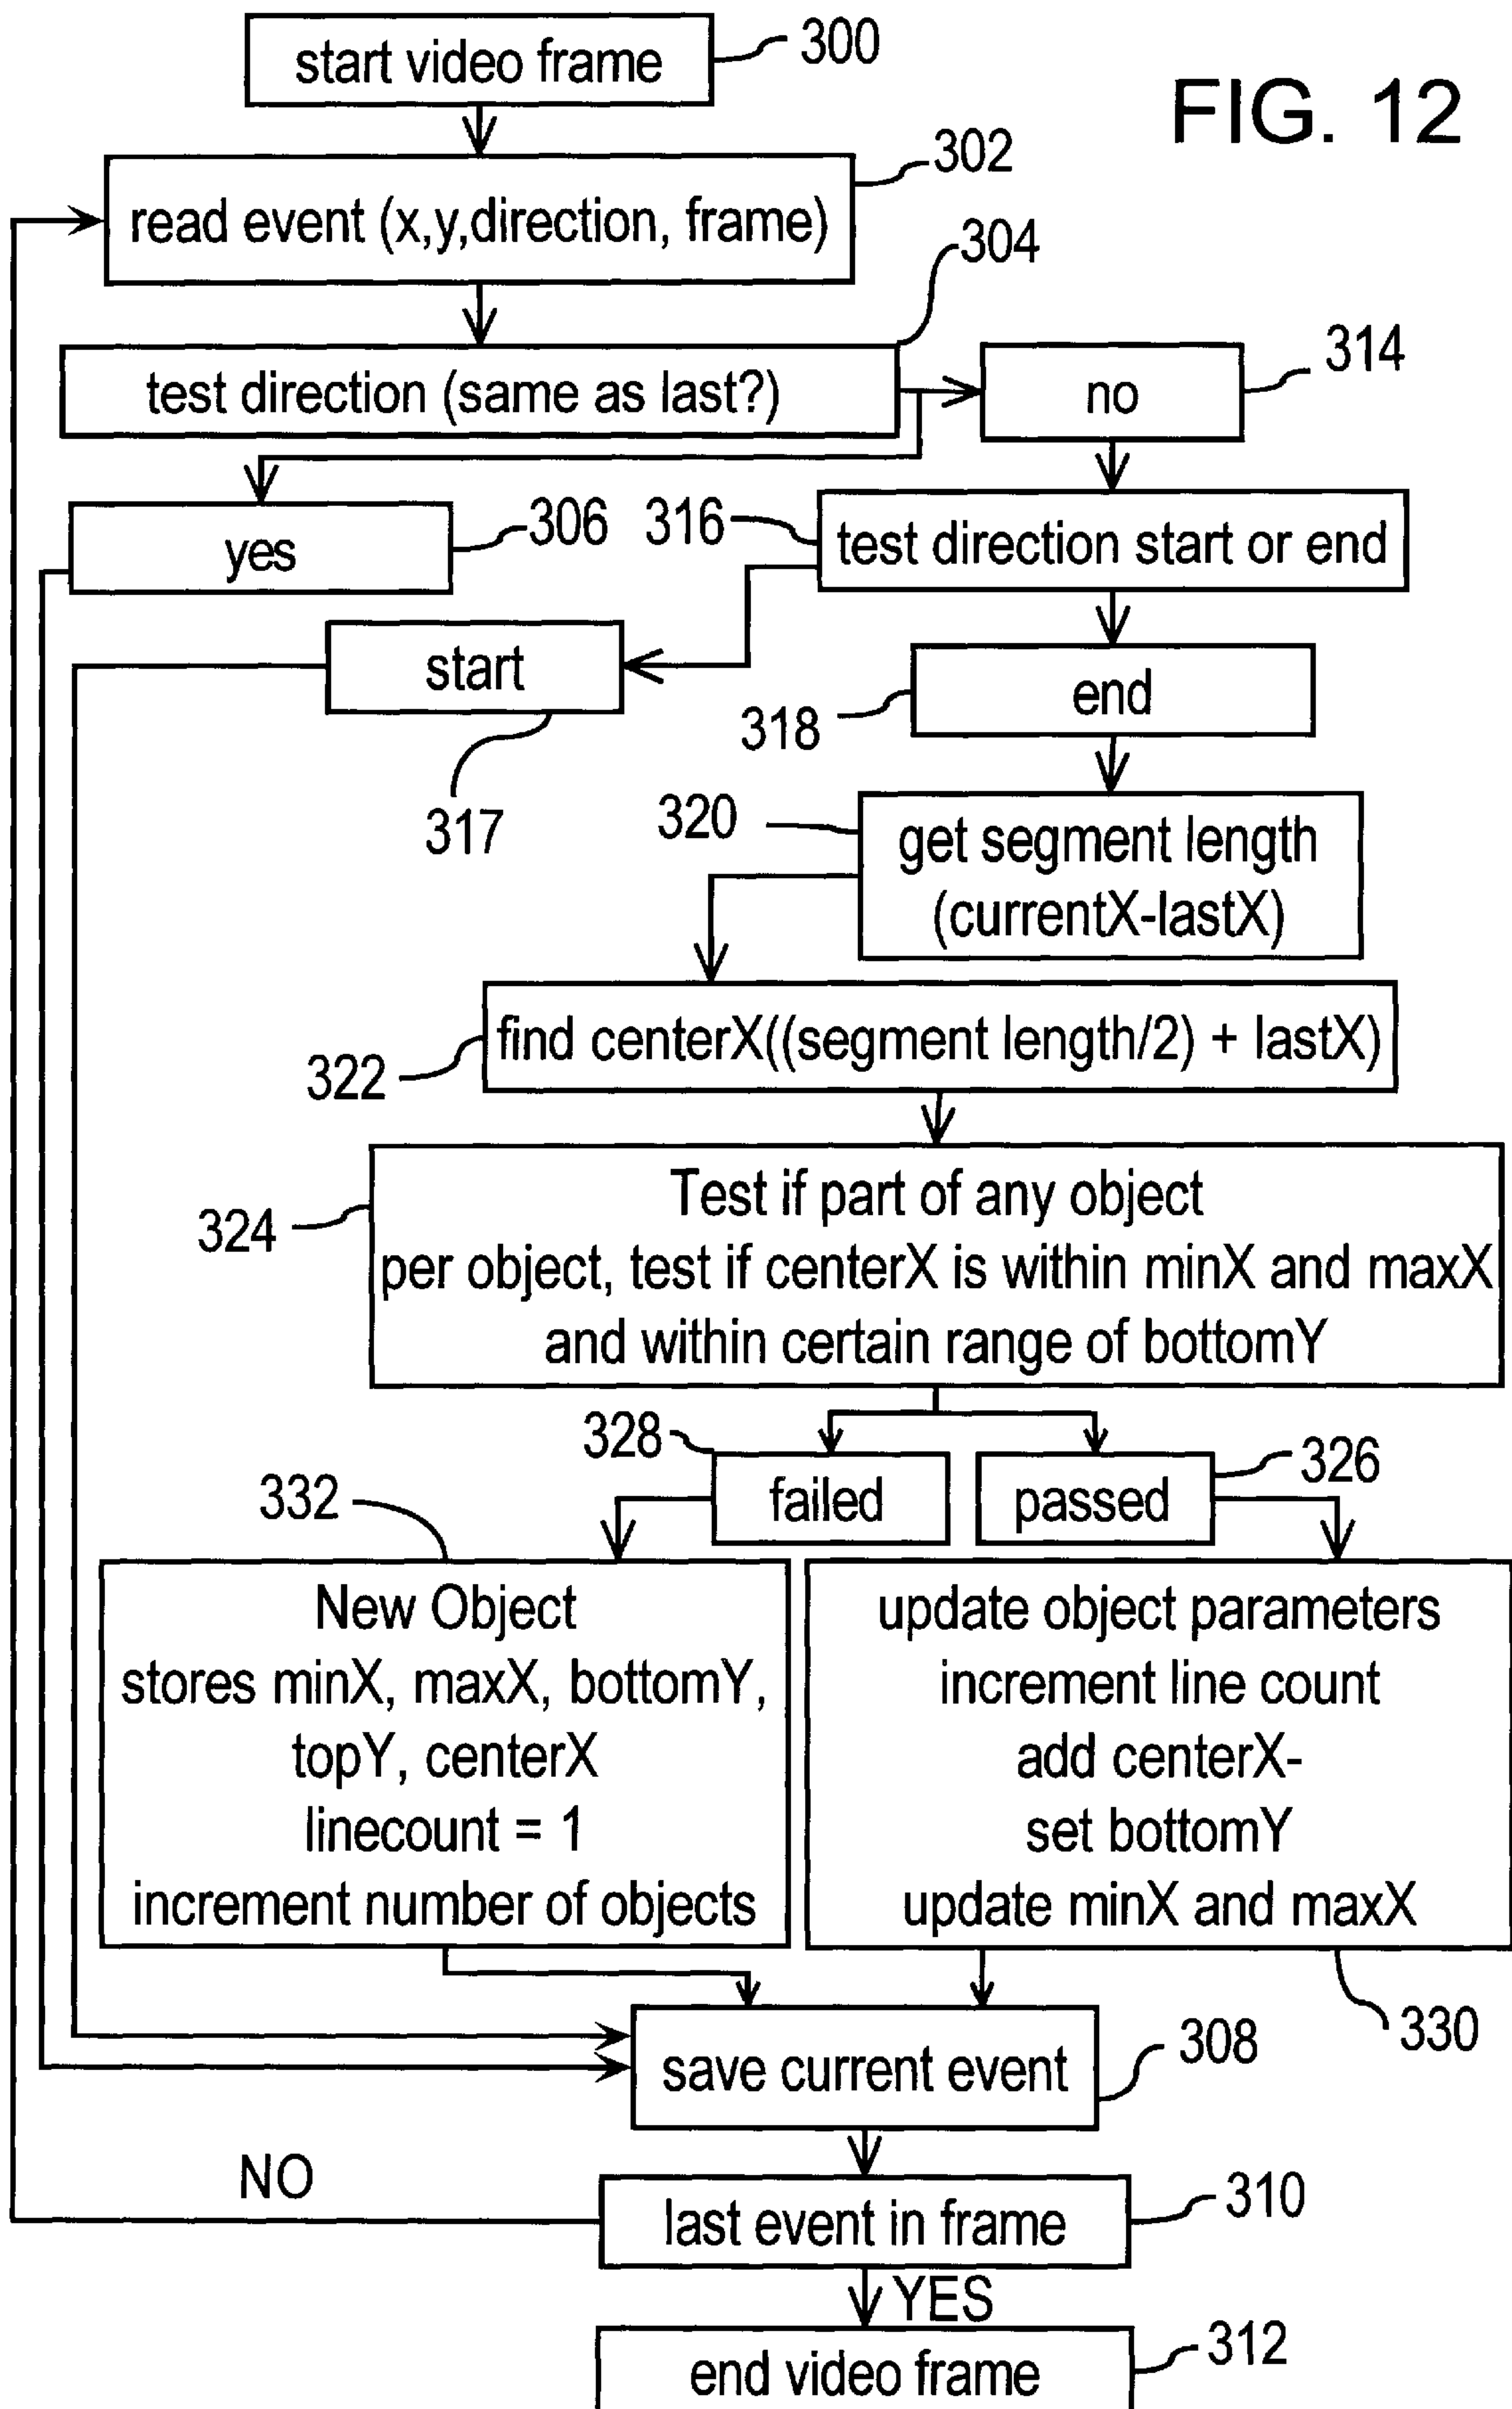 start video frame
300
FIG. 12
302
read event (x,y,direction, frame)
304
test direction (same as last?)
no
314
yes
306
316
test direction start or end
start
317
end
318
320
get segment length
(currentX-lastX)
find centerX((segment length/2) + lastX)
322
Test if part of any object
per object, test if centerX is within minX and maxX
and within certain range of bottomY
324
328
failed
passed
326
332
New Object
stores minX, maxX, bottomY,
topY, centerX
linecount = 1
increment number of objects
update object parameters
increment line count
add centerX-
set bottomY
update minX and maxX
330
save current event
308
NO
last event in frame
310
YES
end video frame
312